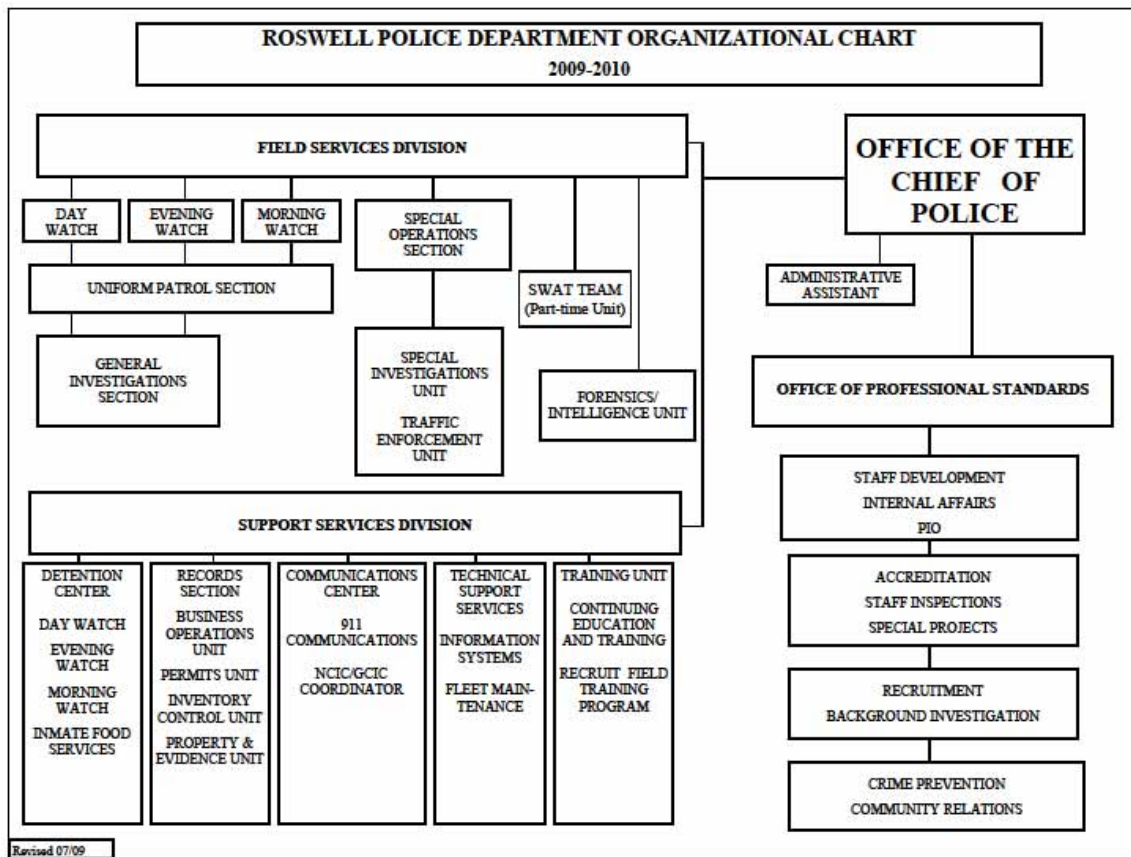 ROSWELL POLICE DEPARTMENT ORGANIZATIONAL CHART
2009-2010
FIELD SERVICES DIVISION
OFFICE OF THE
CHIEF OF
POLICE
DAY
WATCH
EVENING
WATCH
MORNING
WATCH
SPECIAL
OPERATIONS
SECTION
UNIFORM PATROL SECTION
SWAT TEAM
(Part-time Unit)
ADMINISTRATIVE
ASSISTANT
GENERAL
INVESTIGATIONS
SECTION
SPECIAL
INVESTIGATIONS
UNIT
TRAFFIC
ENFORCEMENT
UNIT
FORENSICS/
INTELLIGENCE UNIT
OFFICE OF PROFESSIONAL STANDARDS
STAFF DEVELOPMENT
INTERNAL AFFAIRS
PIO
ACCREDITATION
STAFF INSPECTIONS
SPECIAL PROJECTS
RECRUITMENT
BACKGROUND INVESTIGATION
CRIME PREVENTION
COMMUNITY RELATIONS
SUPPORT SERVICES DIVISION
DETENTION
CENTER
DAY WATCH
EVENING
WATCH
MORNING
WATCH
INMATE FOOD
SERVICES
RECORDS
SECTION
BUSINESS
OPERATIONS
UNIT
PERMITS UNIT
INVENTORY
CONTROL UNIT
PROPERTY &
EVIDENCE UNIT
COMMUNICATIONS
CENTER
911
COMMUNICATIONS
NCIC/GCIC
COORDINATOR
TECHNICAL
SUPPORT
SERVICES
INFORMATION
SYSTEMS
FLEET MAIN-
TENANCE
TRAINING UNIT
CONTINUING
EDUCATION
AND TRAINING
RECRUIT FIELD
TRAINING
PROGRAM
Revised 07/09